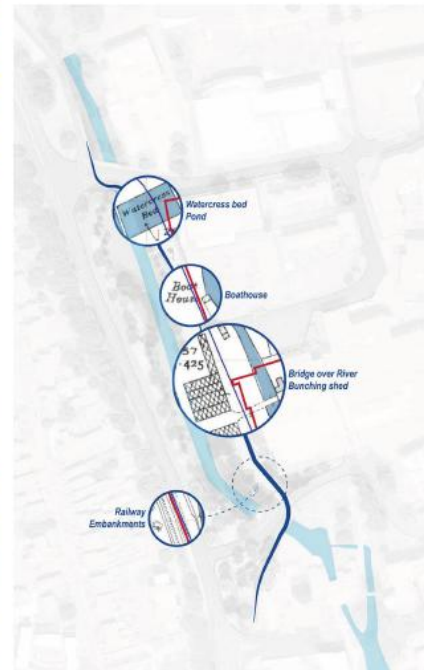 Watercress
Bed
Watercress bed
Pond
Boat
House
Boathouse
57
·425
Bridge over River
Bunching shed
Railway
Embankments